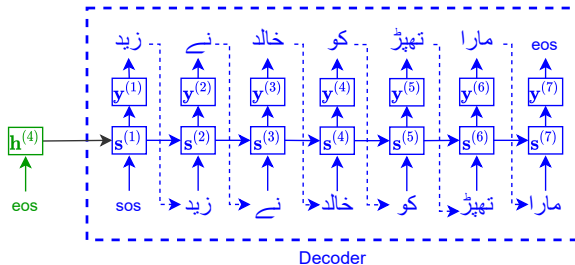 زید نے خالد کو تھپڑ مارا eos
y(1) y(2) y(3) y(4) y(5) y(6) y(7)
h(4) s(1) s(2) s(3) s(4) s(5) s(6) s(7)
eos sos زید نے خالد کو تھپڑ مارا
Decoder